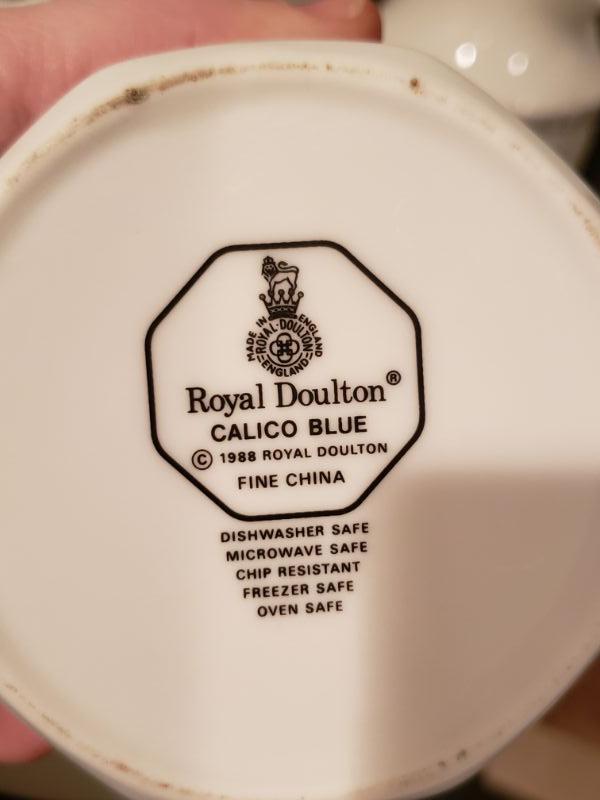 MADE IN ENGLAND
ROYAL·DOULTON
ENGLAND
Royal Doulton®
CALICO BLUE
© 1988 ROYAL DOULTON
FINE CHINA
DISHWASHER SAFE
MICROWAVE SAFE
CHIP RESISTANT
FREEZER SAFE
OVEN SAFE